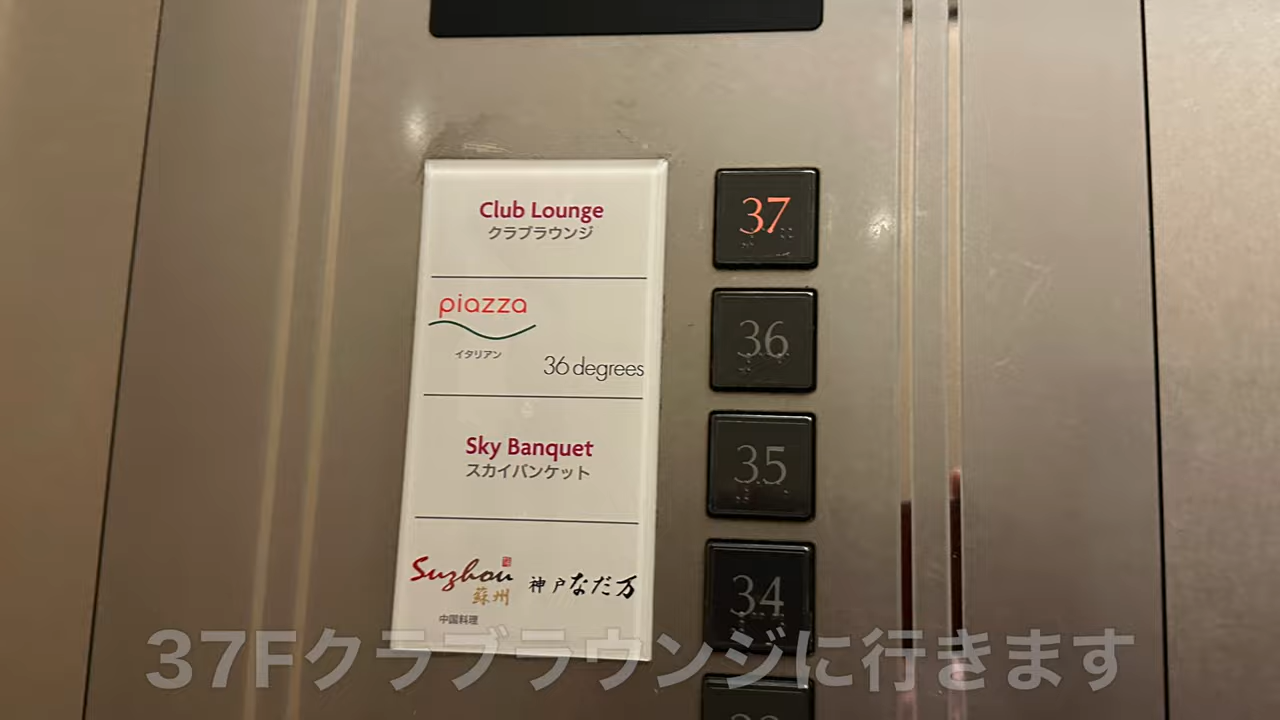 Club Lounge
クラブラウンジ
37
piazza
イタリアン
36 degrees
36
Sky Banquet
スカイバンケット
35
Suzhou
蘇州
中国料理
神戸なだ万
34
37Fクラブラウンジに行きます